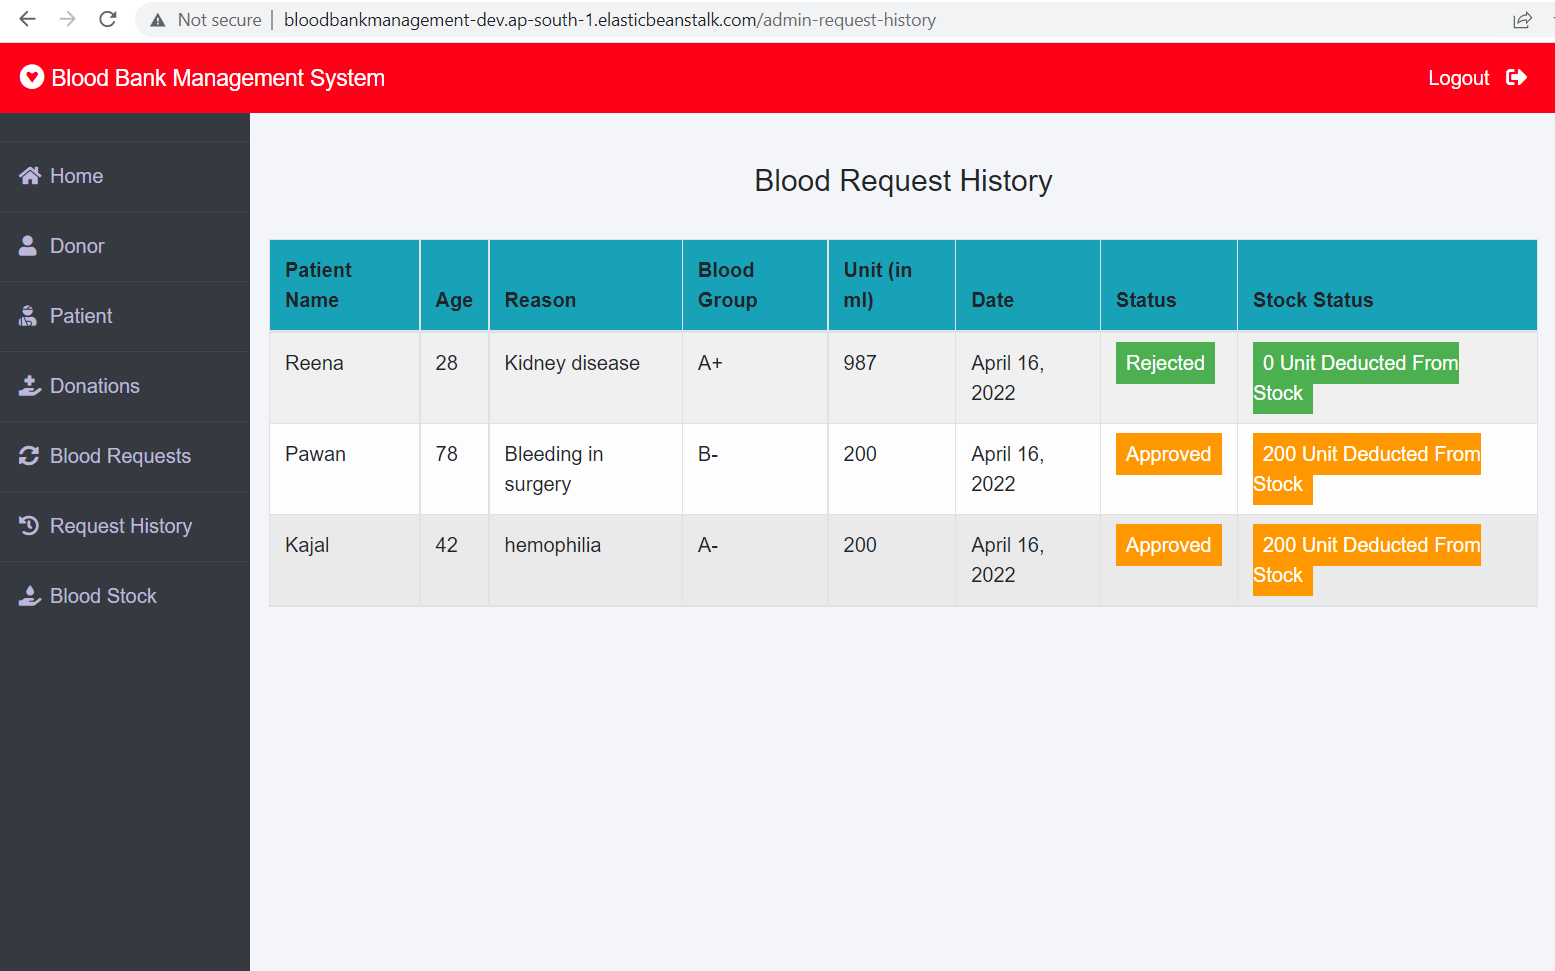 Not secure | bloodbankmanagement-dev.ap-south-1.elasticbeanstalk.com/admin-request-history
Blood Bank Management System
Logout
Home
Donor
Patient
Donations
Blood Requests
Request History
Blood Stock
Blood Request History
Patient Name Age Reason Blood Group Unit (in ml) Date Status Stock Status
Reena 28 Kidney disease A+ 987 April 16, 2022 Rejected 0 Unit Deducted From Stock
Pawan 78 Bleeding in surgery B- 200 April 16, 2022 Approved 200 Unit Deducted From Stock
Kajal 42 hemophilia A- 200 April 16, 2022 Approved 200 Unit Deducted From Stock